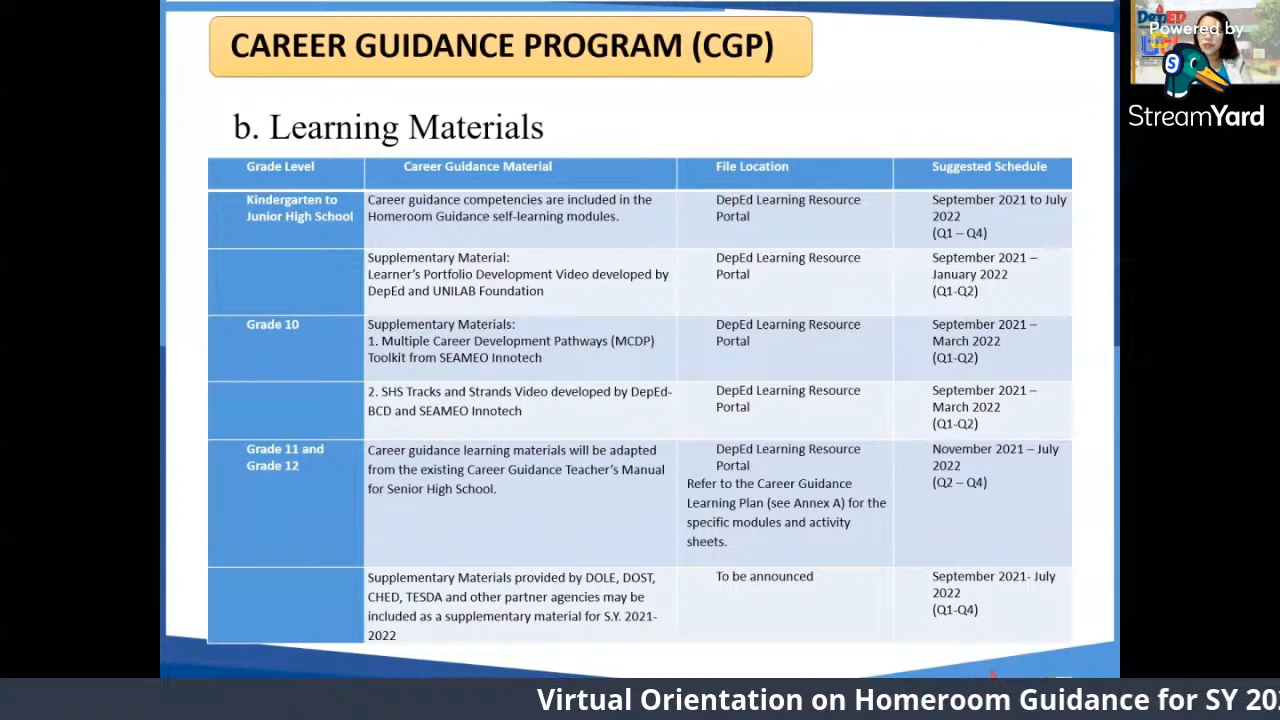 CAREER GUIDANCE PROGRAM (CGP)
DepED
Powered by
S
StreamYard
b. Learning Materials
Grade Level
Career Guidance Material
File Location
Suggested Schedule
Kindergarten to
Junior High School
Career guidance competencies are included in the
Homeroom Guidance self-learning modules.
DepEd Learning Resource
Portal
September 2021 to July
2022
(Q1 – Q4)
Supplementary Material:
Learner's Portfolio Development Video developed by
DepEd and UNILAB Foundation
DepEd Learning Resource
Portal
September 2021 –
January 2022
(Q1-Q2)
Grade 10
Supplementary Materials:
1. Multiple Career Development Pathways (MCDP)
Toolkit from SEAMEO Innotech
DepEd Learning Resource
Portal
September 2021 –
March 2022
(Q1-Q2)
2. SHS Tracks and Strands Video developed by DepEd-
BCD and SEAMEO Innotech
DepEd Learning Resource
Portal
September 2021 –
March 2022
(Q1-Q2)
Grade 11 and
Grade 12
Career guidance learning materials will be adapted
from the existing Career Guidance Teacher's Manual
for Senior High School.
DepEd Learning Resource
Portal
Refer to the Career Guidance
Learning Plan (see Annex A) for the
specific modules and activity
sheets.
November 2021 – July
2022
(Q2 – Q4)
Supplementary Materials provided by DOLE, DOST,
CHED, TESDA and other partner agencies may be
included as a supplementary material for S.Y. 2021-
2022
To be announced
September 2021- July
2022
(Q1-Q4)
Virtual Orientation on Homeroom Guidance for SY 202